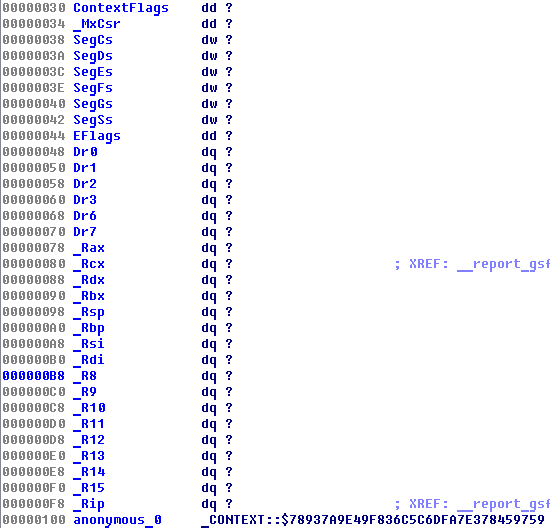 00000030 ContextFlags dd ?
00000034 _MxCsr dd ?
00000038 SegCs dw ?
0000003A SegDs dw ?
0000003C SegEs dw ?
0000003E SegFs dw ?
00000040 SegGs dw ?
00000042 SegSs dw ?
00000044 EFlags dd ?
00000048 Dr0 dq ?
00000050 Dr1 dq ?
00000058 Dr2 dq ?
00000060 Dr3 dq ?
00000068 Dr6 dq ?
00000070 Dr7 dq ?
00000078 _Rax dq ?
00000080 _Rcx dq ? ; XREF: __report_gsf
00000088 _Rdx dq ?
00000090 _Rbx dq ?
00000098 _Rsp dq ?
000000A0 _Rbp dq ?
000000A8 _Rsi dq ?
000000B0 _Rdi dq ?
000000B8 _R8 dq ?
000000C0 _R9 dq ?
000000C8 _R10 dq ?
000000D0 _R11 dq ?
000000D8 _R12 dq ?
000000E0 _R13 dq ?
000000E8 _R14 dq ?
000000F0 _R15 dq ?
000000F8 _Rip dq ? ; XREF: __report_gsf
00000100 anonymous_0 _CONTEXT::$78937A9E49F836C5C6DFA7E378459759